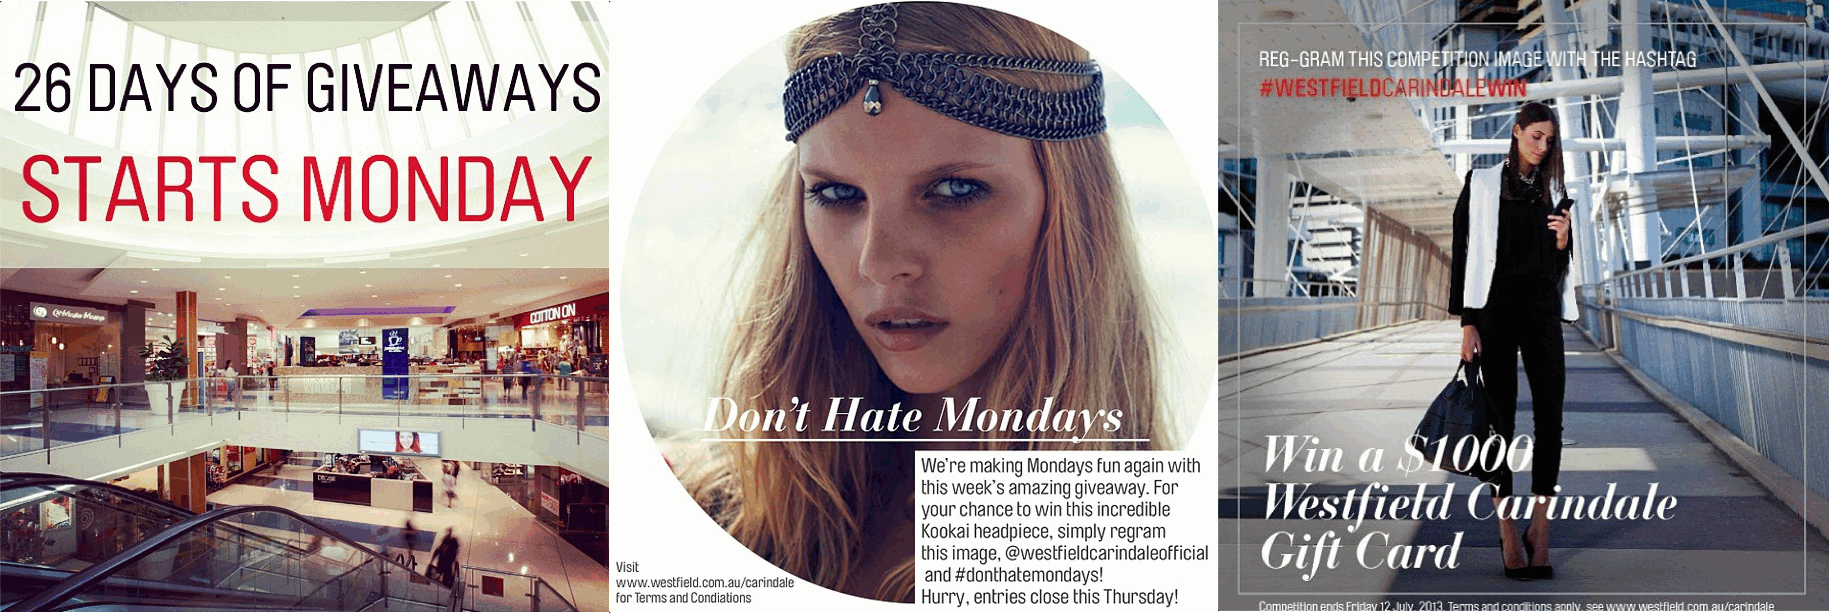 26 DAYS OF GIVEAWAYS
STARTS MONDAY
COTTON ON
Don't Hate Mondays
We're making Mondays fun again with
this week's amazing giveaway. For
your chance to win this incredible
Kookai headpiece, simply regram
this image, @westfieldcarindaleofficial
and #donthatemondays!
Hurry, entries close this Thursday!
Visit
www.westfield.com.au/carindale
for Terms and Condiations
REG-GRAM THIS COMPETITION IMAGE WITH THE HASHTAG
#WESTFIELDCARINDALEWIN
Win a $1000
Westfield Carindale
Gift Card
Competition ends Friday 12 July, 2013. Terms and conditions apply, see www.westfield.com.au/carindale